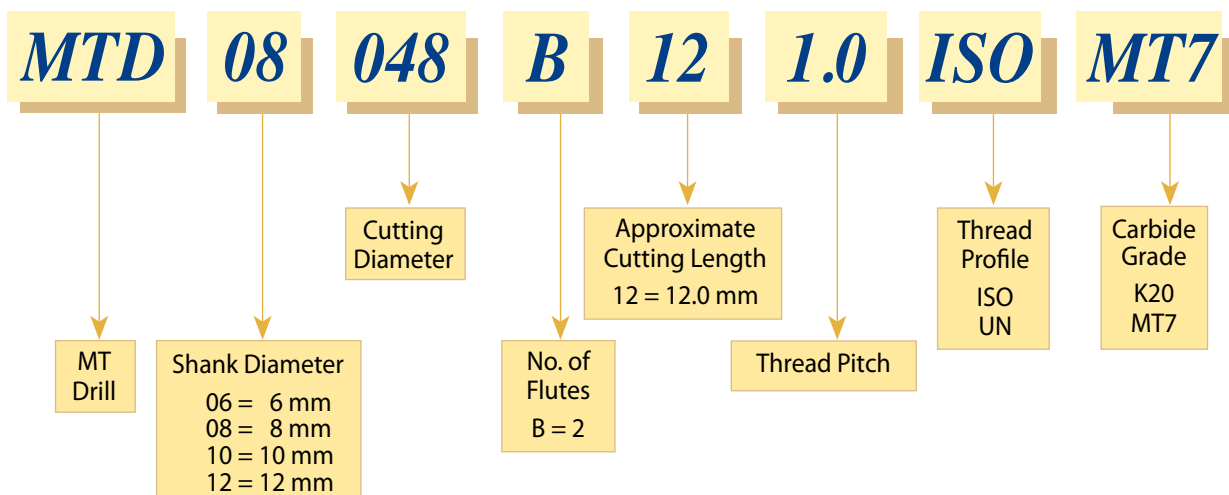 MTD 08 048 B 12 1.0 ISO MT7
Cutting
Diameter
Approximate
Cutting Length
12 = 12.0 mm
Thread
Profile
ISO
UN
Carbide
Grade
K20
MT7
MT
Drill
Shank Diameter
06 = 6 mm
08 = 8 mm
10 = 10 mm
12 = 12 mm
No. of
Flutes
B = 2
Thread Pitch